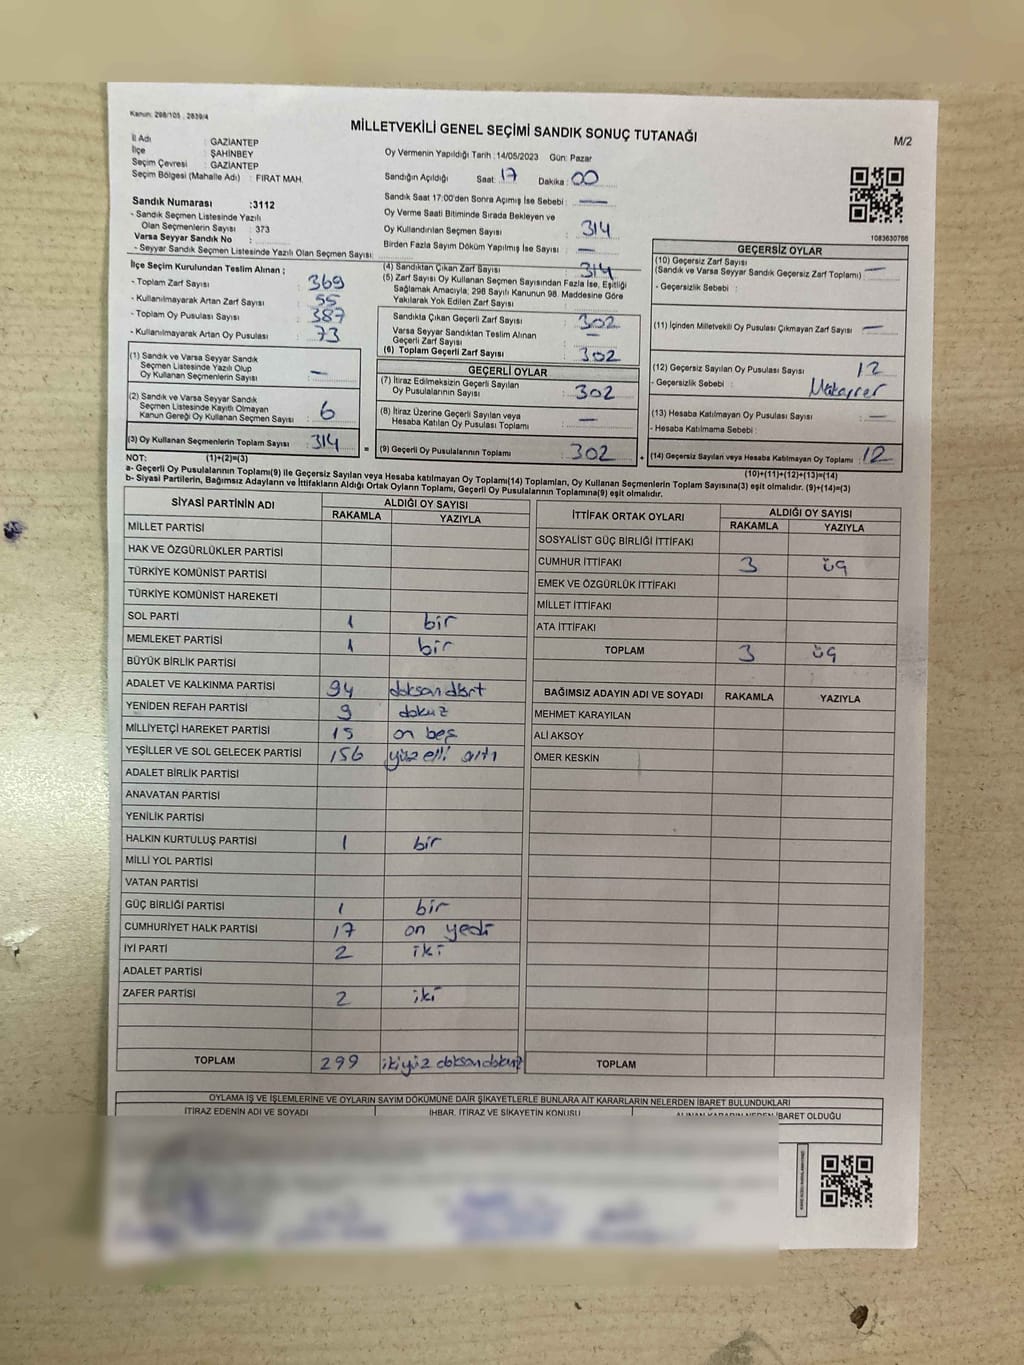 Kanun: 298/105 , 2839/4
MİLLETVEKİLİ GENEL SEÇİMİ SANDIK SONUÇ TUTANAĞI
M/2
İl Adı : GAZİANTEP
İlçe : ŞAHİNBEY
Seçim Çevresi : GAZİANTEP
Seçim Bölgesi (Mahalle Adı) : FIRAT MAH.
Oy Vermenin Yapıldığı Tarih : 14/05/2023 Gün: Pazar
Sandığın Açıldığı Saat: 17 Dakika : 00
Sandık Saat 17:00'den Sonra Açımış İse Sebebi : —
Oy Verme Saati Bitiminde Sırada Bekleyen ve
Oy Kullandırılan Seçmen Sayısı : 314
Birden Fazla Sayım Döküm Yapılmış İse Sayısı : —
Sandık Numarası :3112
- Sandık Seçmen Listesinde Yazılı
Olan Seçmenlerin Sayısı : 373
Varsa Seyyar Sandık No :
- Seyyar Sandık Seçmen Listesinde Yazılı Olan Seçmen Sayısı:
1083630766
İlçe Seçim Kurulundan Teslim Alınan ;
- Toplam Zarf Sayısı : 369
- Kullanılmayarak Artan Zarf Sayısı : 55
- Toplam Oy Pusulası Sayısı : 387
- Kullanılmayarak Artan Oy Pusulası : 73
(1) Sandık ve Varsa Seyyar Sandık
Seçmen Listesinde Yazılı Olup
Oy Kullanan Seçmenlerin Sayısı : —
(2) Sandık ve Varsa Seyyar Sandık
Seçmen Listesinde Kayıtlı Olmayan
Kanun Gereği Oy Kullanan Seçmen Sayısı : 6
(3) Oy Kullanan Seçmenlerin Toplam Sayısı : 314
(4) Sandıktan Çıkan Zarf Sayısı : 314
(5) Zarf Sayısı Oy Kullanan Seçmen Sayısından Fazla İse, Eşitliği
Sağlamak Amacıyla; 298 Sayılı Kanunun 98. Maddesine Göre
Yakılarak Yok Edilen Zarf Sayısı :
Sandıkta Çıkan Geçerli Zarf Sayısı : 302
Varsa Seyyar Sandıktan Teslim Alınan
Geçerli Zarf Sayısı : —
(6) Toplam Geçerli Zarf Sayısı : 302
GEÇERLİ OYLAR
(7) İtiraz Edilmeksizin Geçerli Sayılan
Oy Pusulalarının Sayısı : 302
(8) İtiraz Üzerine Geçerli Sayılan veya
Hesaba Katılan Oy Pusulası Toplamı : —
= (9) Geçerli Oy Pusulalarının Toplamı : 302
GEÇERSİZ OYLAR
(10) Geçersiz Zarf Sayısı
(Sandık ve Varsa Seyyar Sandık Geçersiz Zarf Toplamı) : —
- Geçersizlik Sebebi :
(11) İçinden Milletvekili Oy Pusulası Çıkmayan Zarf Sayısı : —
(12) Geçersiz Sayılan Oy Pusulası Sayısı : 12
- Geçersizlik Sebebi :
(13) Hesaba Katılmayan Oy Pusulası Sayısı : —
- Hesaba Katılmama Sebebi :
+ (14) Geçersiz Sayılan veya Hesaba Katılmayan Oy Toplamı : 12
NOT: (1)+(2)=(3)
(10)+(11)+(12)+(13)=(14)
a- Geçerli Oy Pusulalarının Toplamı(9) ile Geçersiz Sayılan veya Hesaba katılmayan Oy Toplamı(14) Toplamları, Oy Kullanan Seçmenlerin Toplam Sayısına(3) eşit olmalıdır. (9)+(14)=(3)
b- Siyasi Partilerin, Bağımsız Adayların ve İttifakların Aldığı Ortak Oyların Toplamı, Geçerli Oy Pusulalarının Toplamına(9) eşit olmalıdır.
SİYASİ PARTİNİN ADI ALDIĞI OY SAYISI
RAKAMLA YAZIYLA
MİLLET PARTİSİ
HAK VE ÖZGÜRLÜKLER PARTİSİ
TÜRKİYE KOMÜNİST PARTİSİ
TÜRKİYE KOMÜNİST HAREKETİ
SOL PARTİ 1 bir
MEMLEKET PARTİSİ 1 bir
BÜYÜK BİRLİK PARTİSİ
ADALET VE KALKINMA PARTİSİ 94 doksan dört
YENİDEN REFAH PARTİSİ 9 dokuz
MİLLİYETÇİ HAREKET PARTİSİ 15 on beş
YEŞİLLER VE SOL GELECEK PARTİSİ 156 yüz elli altı
ADALET BİRLİK PARTİSİ
ANAVATAN PARTİSİ
YENİLİK PARTİSİ
HALKIN KURTULUŞ PARTİSİ 1 bir
MİLLİ YOL PARTİSİ
VATAN PARTİSİ
GÜÇ BİRLİĞİ PARTİSİ 1 bir
CUMHURİYET HALK PARTİSİ 17 on yedi
İYİ PARTİ 2 iki
ADALET PARTİSİ
ZAFER PARTİSİ 2 iki
TOPLAM 299 ikiyüz doksandokuz
İTTİFAK ORTAK OYLARI ALDIĞI OY SAYISI
RAKAMLA YAZIYLA
SOSYALİST GÜÇ BİRLİĞİ İTTİFAKI
CUMHUR İTTİFAKI 3 üç
EMEK VE ÖZGÜRLÜK İTTİFAKI
MİLLET İTTİFAKI
ATA İTTİFAKI
TOPLAM 3 üç
BAĞIMSIZ ADAYIN ADI VE SOYADI RAKAMLA YAZIYLA
MEHMET KARAYILAN
ALİ AKSOY
ÖMER KESKİN
TOPLAM
OYLAMA İŞ VE İŞLEMLERİNE VE OYLARIN SAYIM DÖKÜMÜNE DAİR ŞİKAYETLERLE BUNLARA AİT KARARLARIN NELERDEN İBARET BULUNDUKLARI
İTİRAZ EDENİN ADI VE SOYADI İHBAR, İTİRAZ VE ŞİKAYETİN KONUSU ALINAN KARARIN NEDEN İBARET OLDUĞU